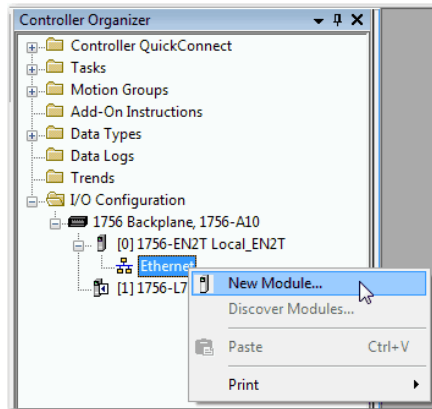 Controller Organizer
Controller QuickConnect
Tasks
Motion Groups
Add-On Instructions
Data Types
Data Logs
Trends
I/O Configuration
1756 Backplane, 1756-A10
[0] 1756-EN2T Local_EN2T
Ethernet
[1] 1756-L7
New Module...
Discover Modules...
Paste Ctrl+V
Print